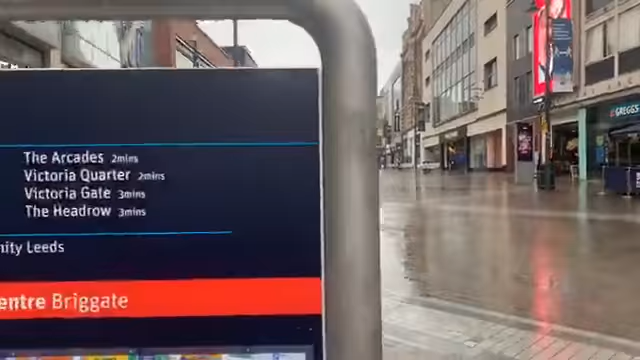 The Arcades 2mins
Victoria Quarter 2mins
Victoria Gate 3mins
The Headrow 3mins
nity Leeds
entre Briggate
GREGGS